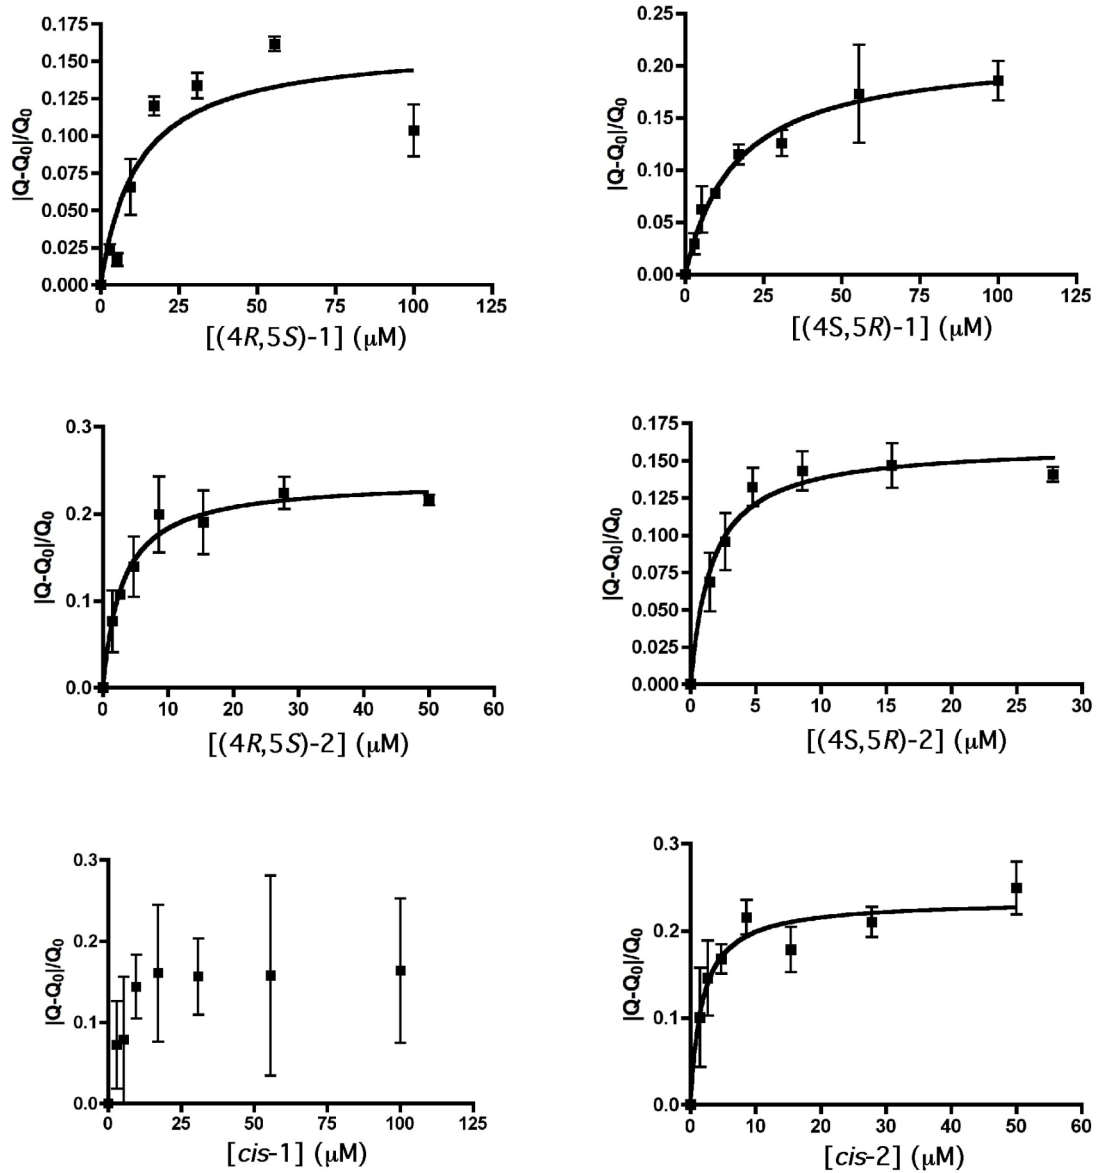 |Q-Q₀|/Q₀
0.175
0.150
0.125
0.100
0.075
0.050
0.025
0.000
0 25 50 75 100 125
[(4R,5S)-1] (μM)
|Q-Q₀|/Q₀
0.25
0.20
0.15
0.10
0.05
0.00
0 25 50 75 100 125
[(4S,5R)-1] (μM)
|Q-Q₀|/Q₀
0.3
0.2
0.1
0.0
0 10 20 30 40 50 60
[(4R,5S)-2] (μM)
|Q-Q₀|/Q₀
0.175
0.150
0.125
0.100
0.075
0.050
0.025
0.000
0 5 10 15 20 25 30
[(4S,5R)-2] (μM)
|Q-Q₀|/Q₀
0.3
0.2
0.1
0.0
0 25 50 75 100 125
[cis-1] (μM)
|Q-Q₀|/Q₀
0.3
0.2
0.1
0.0
0 10 20 30 40 50 60
[cis-2] (μM)